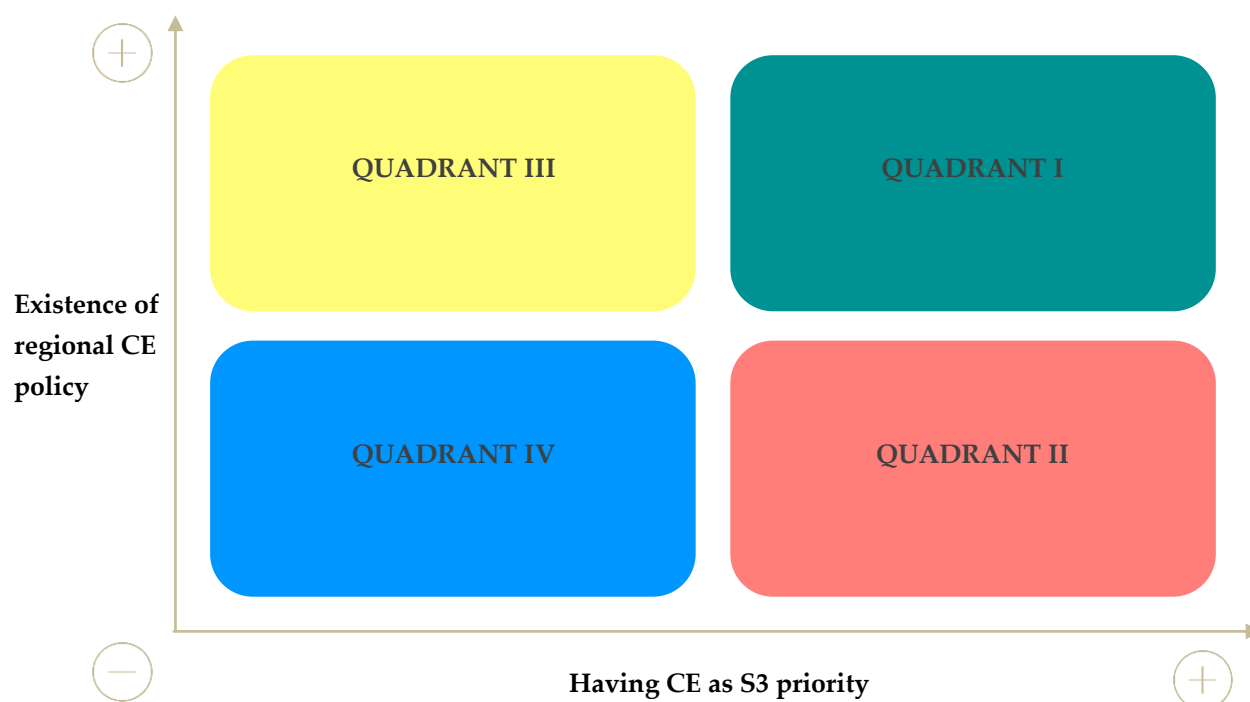 QUADRANT III
QUADRANT I
Existence of
regional CE
policy
QUADRANT IV
QUADRANT II
Having CE as S3 priority